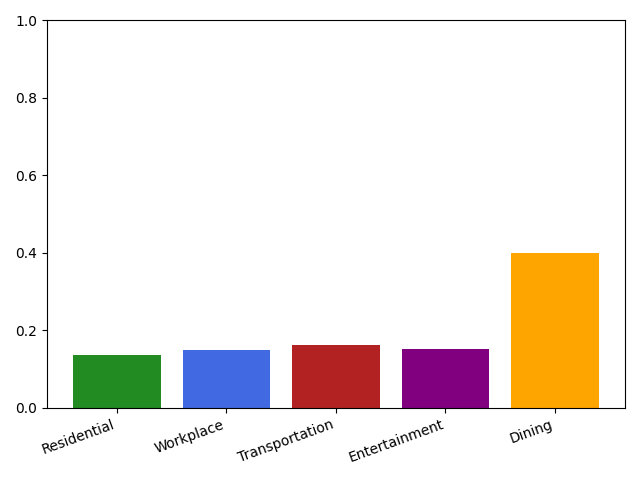 1.0
0.8
0.6
0.4
0.2
0.0
Residential
Workplace
Transportation
Entertainment
Dining